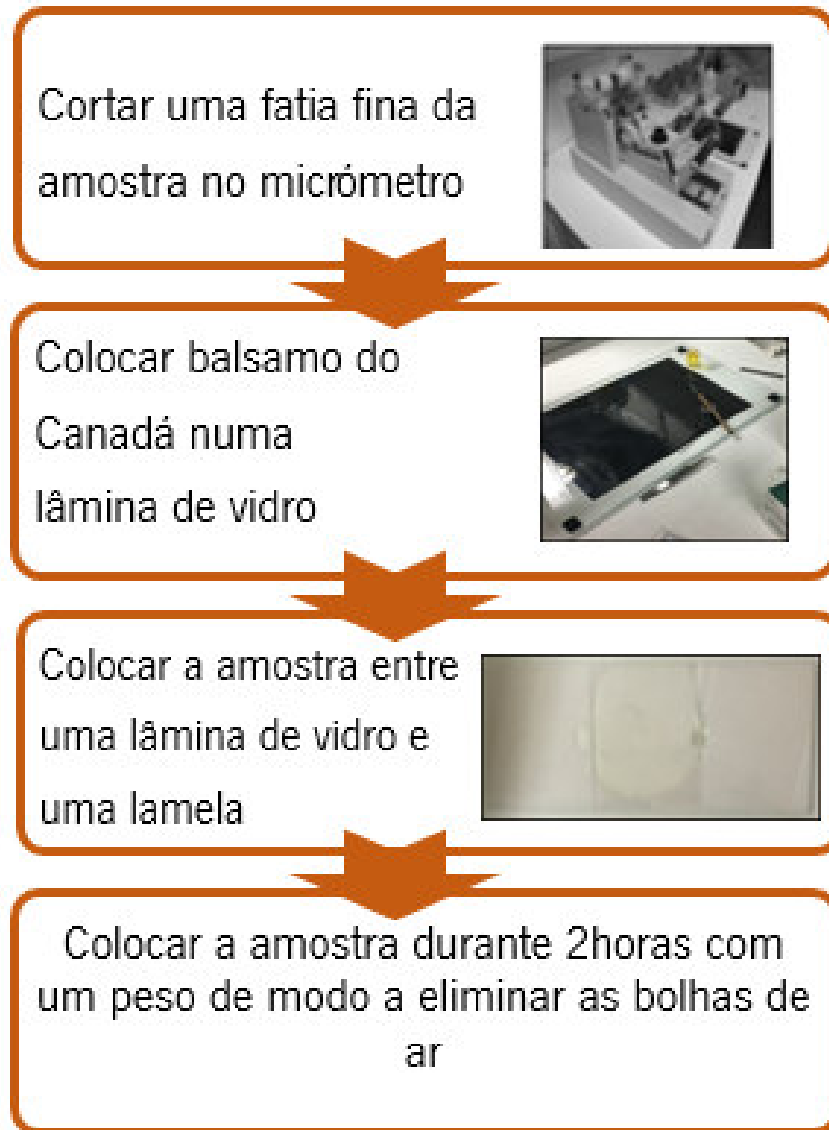 Cortar uma fatia fina da
amostra no micrómetro
Colocar balsamo do
Canadá numa
lâmina de vidro
Colocar a amostra entre
uma lâmina de vidro e
uma lamela
Colocar a amostra durante 2horas com
um peso de modo a eliminar as bolhas de
ar